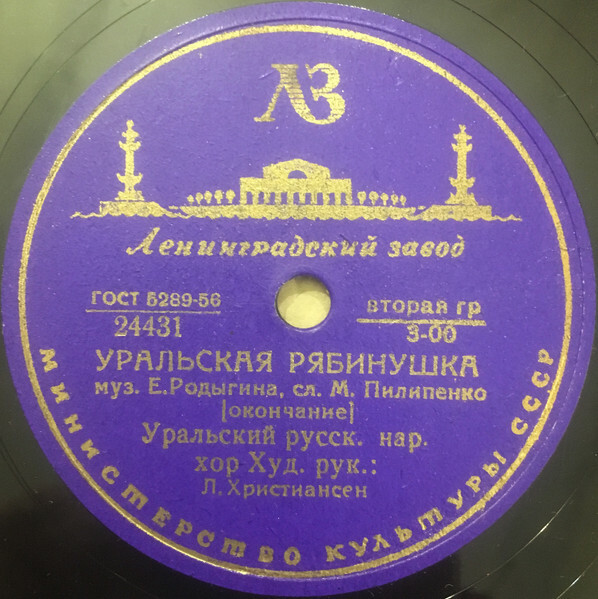 ЛЗ
Ленинградский завод
ГОСТ 5289-56
24431
вторая гр
3-00
УРАЛЬСКАЯ РЯБИНУШКА
муз. Е.Родыгина, сл. М. Пилипенко
[окончание]
Уральский русск. нар.
хор Худ. рук.:
Л. Христиансен
МИНИСТЕРСТВО КУЛЬТУРЫ СССР